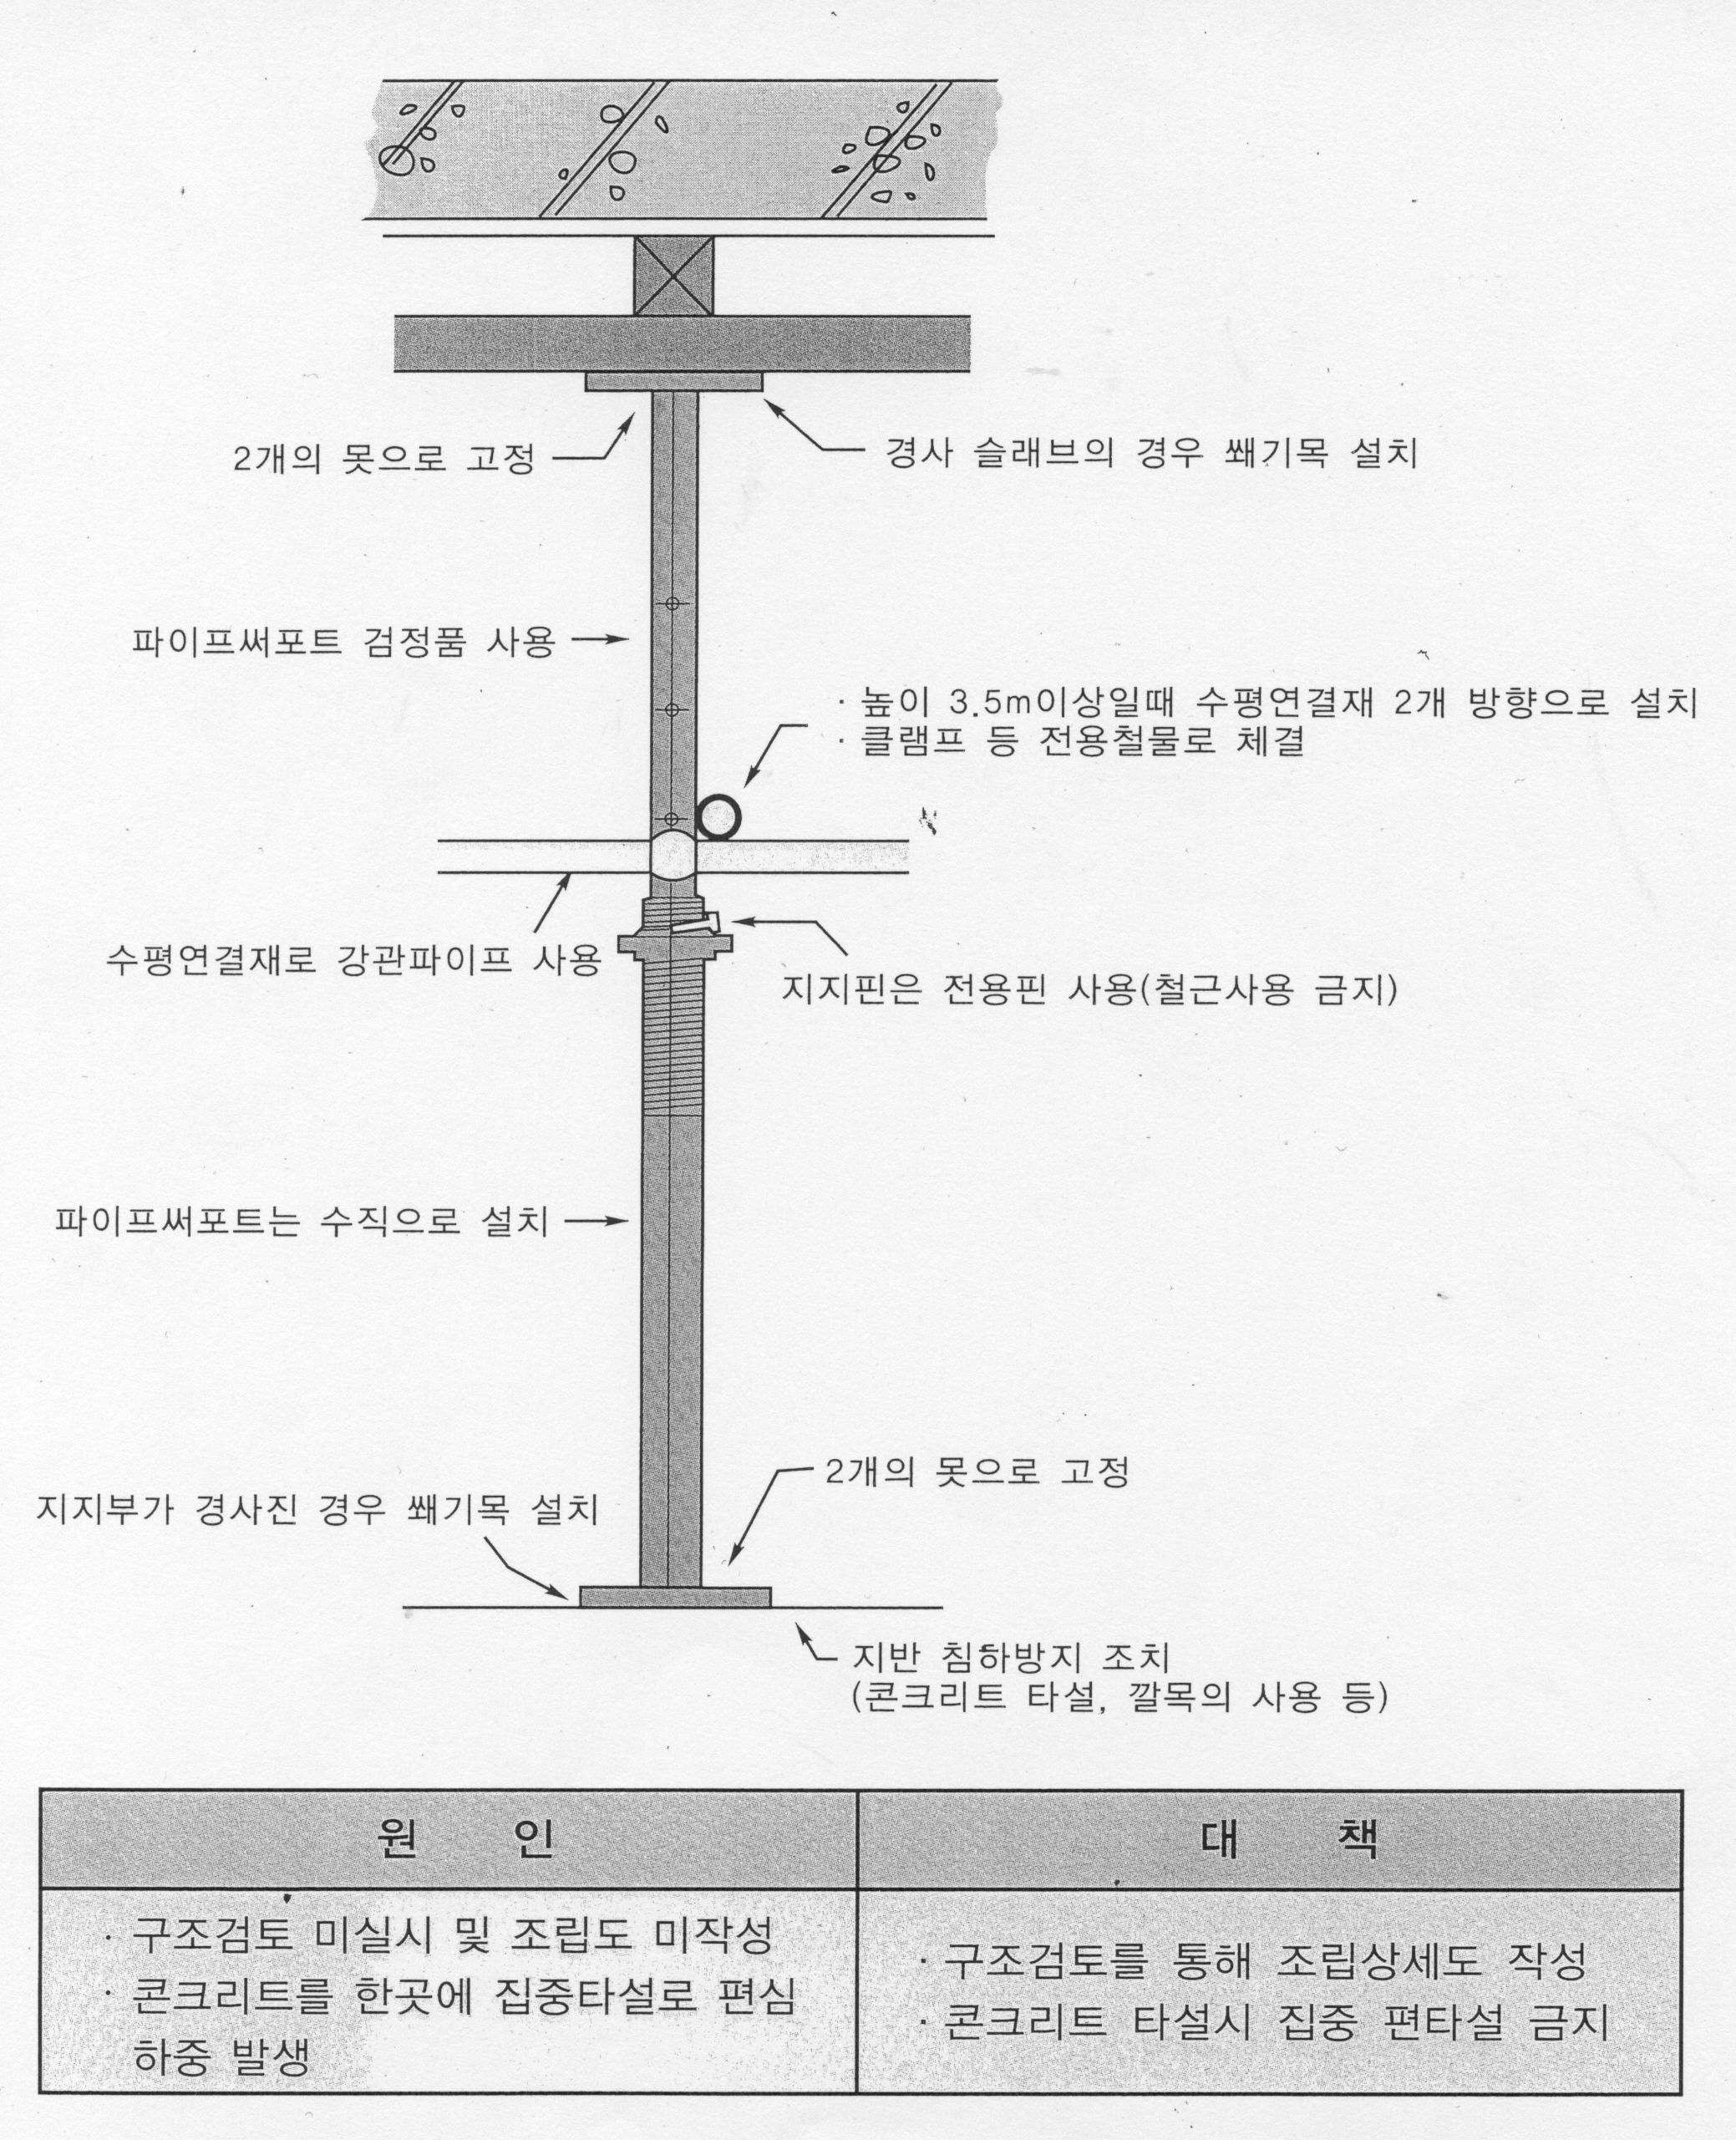 2개의 못으로 고정
경사 슬래브의 경우 쐐기목 설치
파이프써포트 검정품 사용
· 높이 3.5m이상일때 수평연결재 2개 방향으로 설치
· 클램프 등 전용철물로 체결
수평연결재로 강관파이프 사용
지지핀은 전용핀 사용(철근사용 금지)
파이프써포트는 수직으로 설치
2개의 못으로 고정
지지부가 경사진 경우 쐐기목 설치
지반 침하방지 조치
(콘크리트 타설, 깔목의 사용 등)
원 인
대 책
· 구조검토 미실시 및 조립도 미작성
· 콘크리트를 한곳에 집중타설로 편심
하중 발생
· 구조검토를 통해 조립상세도 작성
· 콘크리트 타설시 집중 편타설 금지